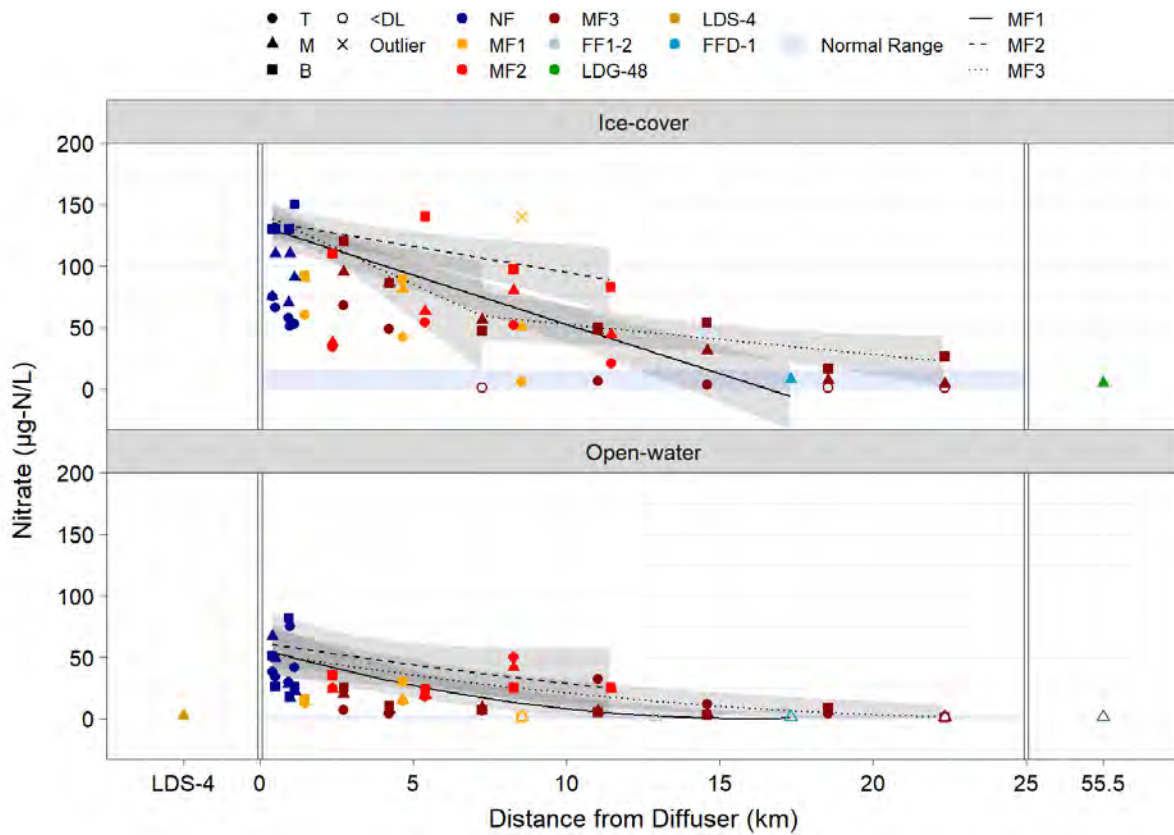 T <DL NF MF3 LDS-4 MF1
M Outlier MF1 FF1-2 FFD-1 Normal Range MF2
B MF2 LDG-48 MF3
Ice-cover
200
150
100
50
0
Open-water
200
150
100
50
0
Nitrate (µg-N/L)
LDS-4 0 5 10 15 20 25 55.5
Distance from Diffuser (km)